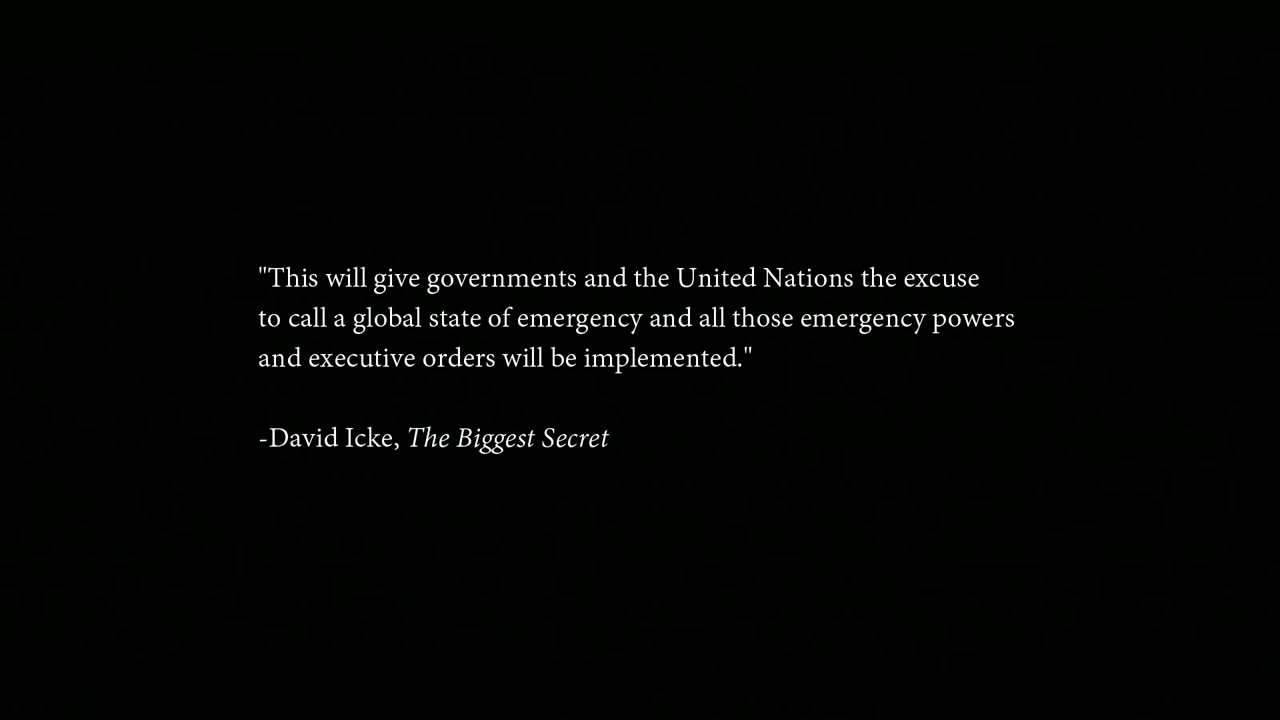 "This will give governments and the United Nations the excuse
to call a global state of emergency and all those emergency powers
and executive orders will be implemented."
-David Icke, The Biggest Secret